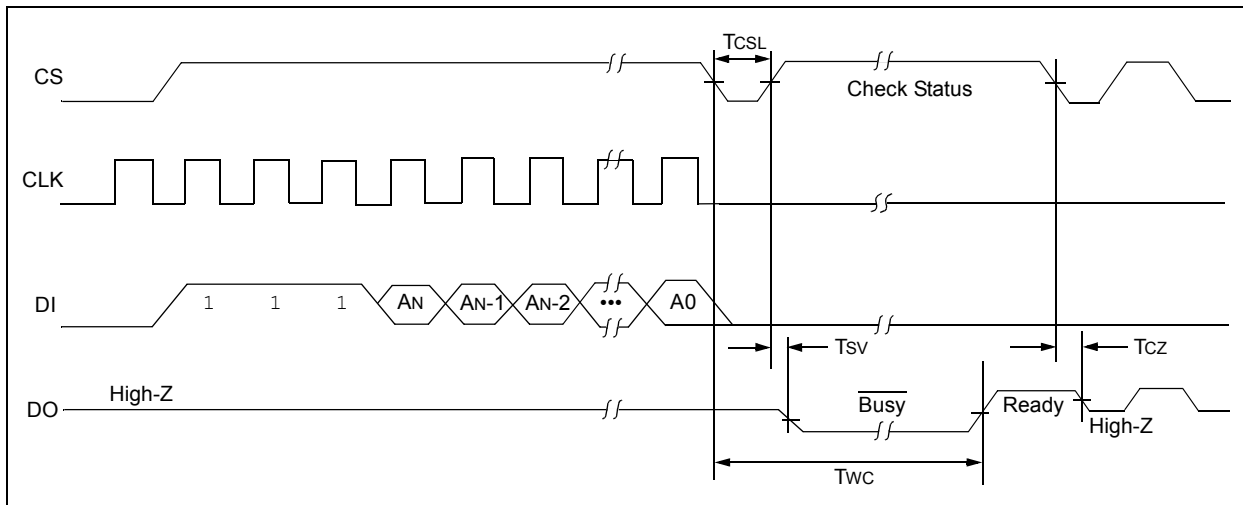 TCSL
CS
Check Status
CLK
DI
1 1 1 AN AN-1 AN-2 ••• A0
TSV
TCZ
High-Z
DO
Busy
Ready
High-Z
TWC